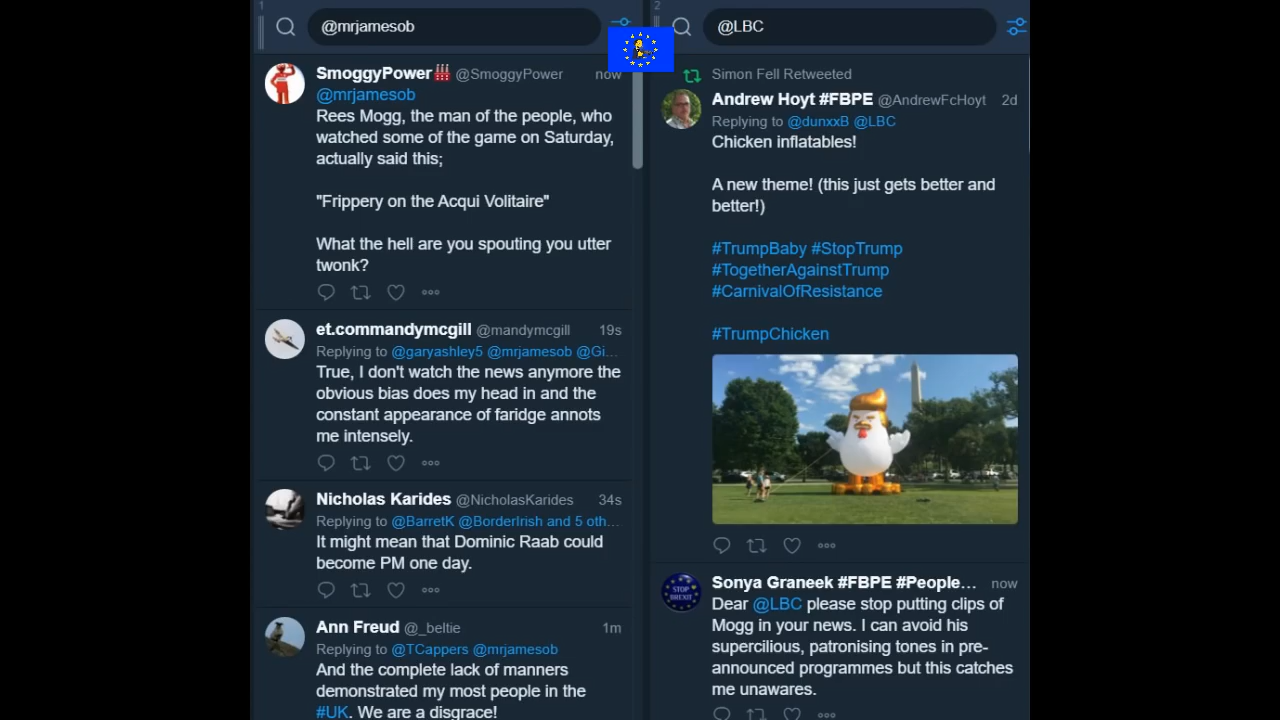 1
@mrjamesob
SmoggyPower @SmoggyPower now
@mrjamesob
Rees Mogg, the man of the people, who
watched some of the game on Saturday,
actually said this;
"Frippery on the Acqui Volitaire"
What the hell are you spouting you utter
twonk?
et.commandymcgill @mandymcgill 19s
Replying to @garyashley5 @mrjamesob @Gi...
True, I don't watch the news anymore the
obvious bias does my head in and the
constant appearance of faridge annots
me intensely.
Nicholas Karides @NicholasKarides 34s
Replying to @BarretK @BorderIrish and 5 oth...
It might mean that Dominic Raab could
become PM one day.
Ann Freud @_beltie 1m
Replying to @TCappers @mrjamesob
And the complete lack of manners
demonstrated my most people in the
#UK. We are a disgrace!
2
@LBC
Simon Fell Retweeted
Andrew Hoyt #FBPE @AndrewFcHoyt 2d
Replying to @dunxxB @LBC
Chicken inflatables!
A new theme! (this just gets better and
better!)
#TrumpBaby #StopTrump
#TogetherAgainstTrump
#CarnivalOfResistance
#TrumpChicken
STOP
BREXIT
Sonya Graneek #FBPE #People... now
Dear @LBC please stop putting clips of
Mogg in your news. I can avoid his
supercilious, patronising tones in pre-
announced programmes but this catches
me unawares.